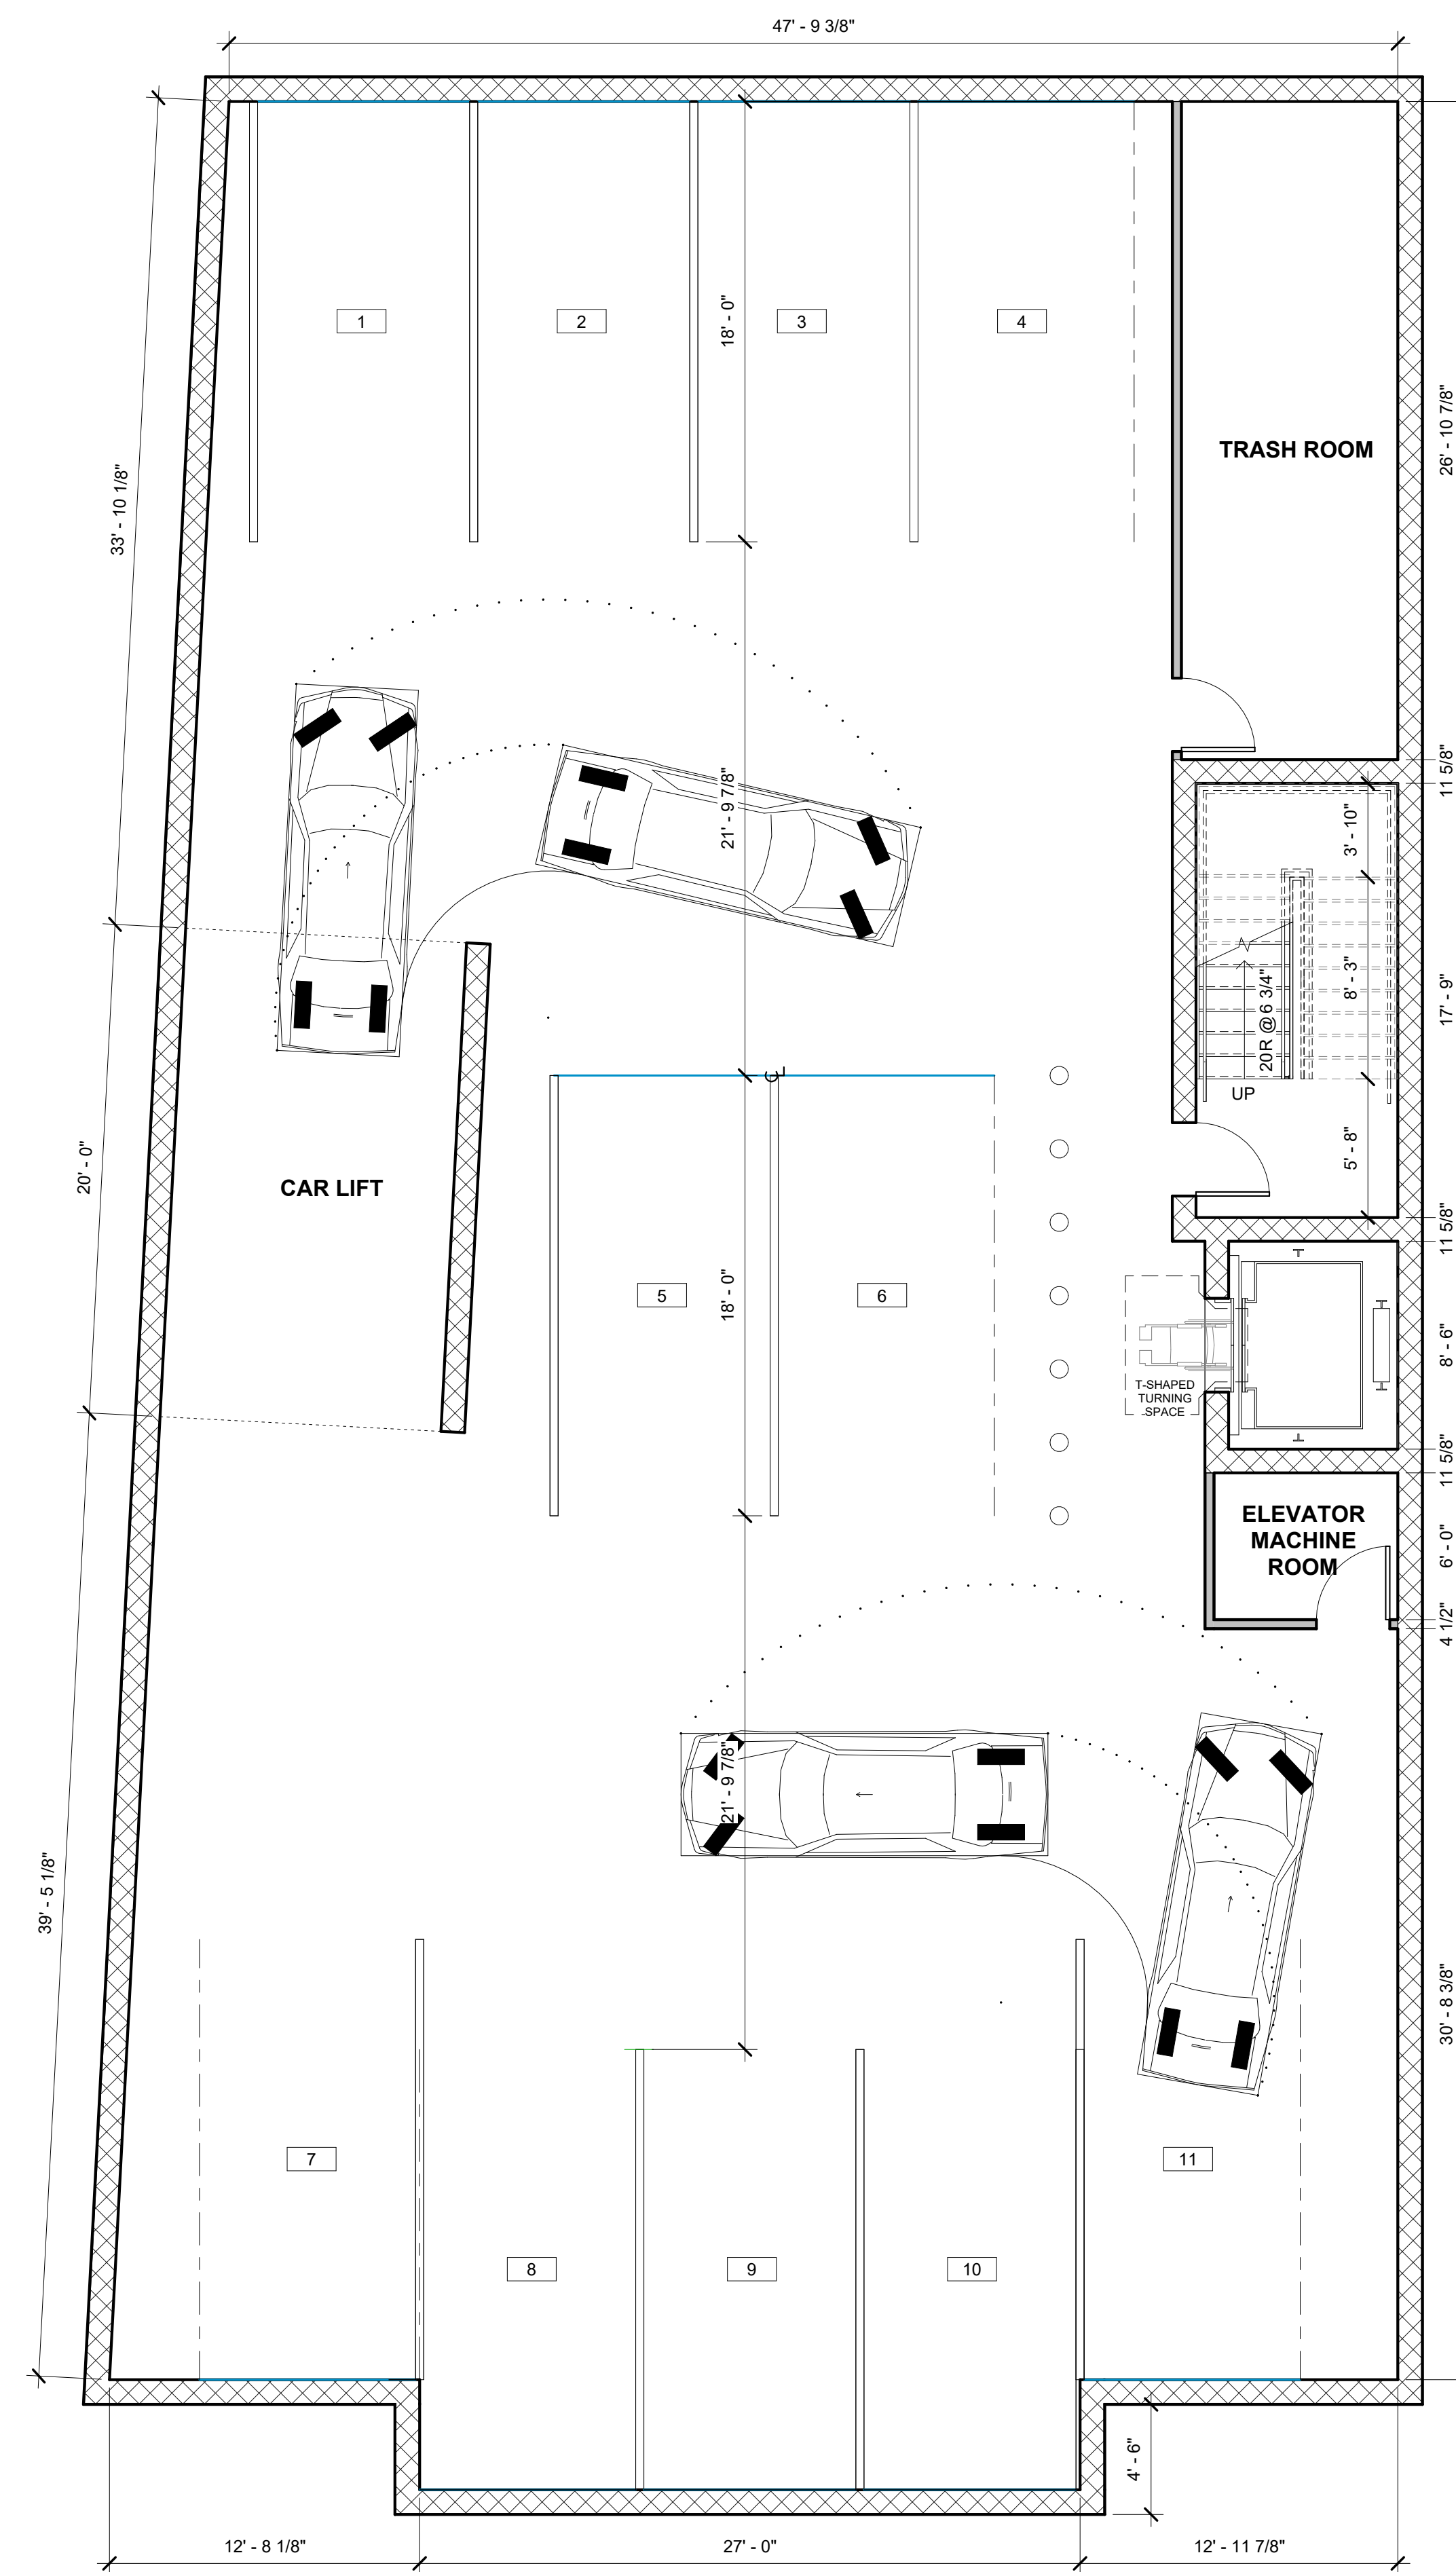 47' - 9 3/8"
1
2
3
4
18' - 0"
TRASH ROOM
26' - 10 7/8"
33' - 10 1/8"
21' - 9 7/8"
11 5/8"
3' - 10"
8' - 3"
20R @ 6 3/4"
17' - 9"
UP
CL
5' - 8"
20' - 0"
CAR LIFT
11 5/8"
5
6
18' - 0"
T-SHAPED
TURNING
SPACE
8' - 6"
11 5/8"
ELEVATOR
MACHINE
ROOM
6' - 0"
4 1/2"
21' - 9 7/8"
39' - 5 1/8"
30' - 8 3/8"
7
11
8
9
10
4' - 6"
12' - 8 1/8"
27' - 0"
12' - 11 7/8"